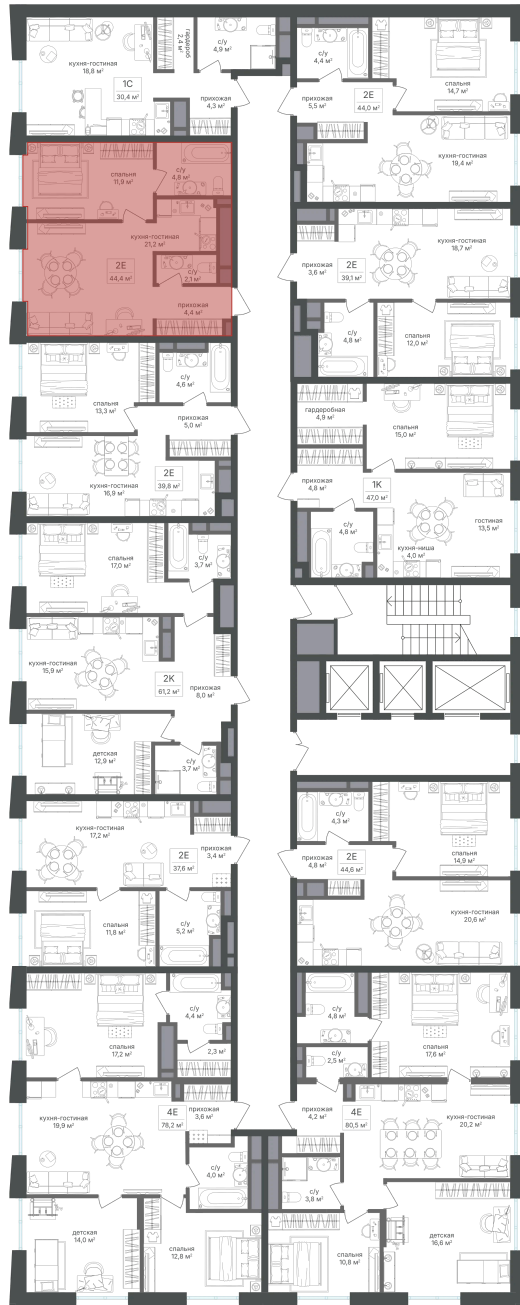 кухня-гостиная
18,8 м²
гардероб
2,4 м²
с/у
4,9 м²
1С
30,4 м²
прихожая
4,3 м²
с/у
4,4 м²
спальня
14,7 м²
прихожая
5,5 м²
2Е
44,0 м²
кухня-гостиная
19,4 м²
спальня
11,9 м²
с/у
4,8 м²
кухня-гостиная
21,2 м²
2Е
44,4 м²
с/у
2,1 м²
прихожая
4,4 м²
кухня-гостиная
18,7 м²
прихожая
3,6 м²
2Е
39,1 м²
с/у
4,8 м²
спальня
12,0 м²
спальня
13,3 м²
с/у
4,6 м²
прихожая
5,0 м²
кухня-гостиная
16,9 м²
2Е
39,8 м²
гардеробная
4,9 м²
спальня
15,0 м²
прихожая
4,8 м²
1К
47,0 м²
с/у
4,8 м²
гостиная
13,5 м²
кухня-ниша
4,0 м²
спальня
17,0 м²
с/у
3,7 м²
кухня-гостиная
15,9 м²
2К
61,2 м²
прихожая
8,0 м²
детская
12,9 м²
с/у
3,7 м²
кухня-гостиная
17,2 м²
2Е
37,6 м²
прихожая
3,4 м²
спальня
11,8 м²
с/у
5,2 м²
с/у
4,3 м²
спальня
14,9 м²
прихожая
4,8 м²
2Е
44,6 м²
кухня-гостиная
20,6 м²
спальня
17,2 м²
с/у
4,4 м²
2,3 м²
с/у
4,8 м²
с/у
2,5 м²
спальня
17,6 м²
кухня-гостиная
19,9 м²
4Е
78,2 м²
прихожая
3,6 м²
с/у
4,0 м²
детская
14,0 м²
спальня
12,8 м²
прихожая
4,2 м²
4Е
80,5 м²
кухня-гостиная
20,2 м²
с/у
3,8 м²
спальня
10,8 м²
детская
16,6 м²